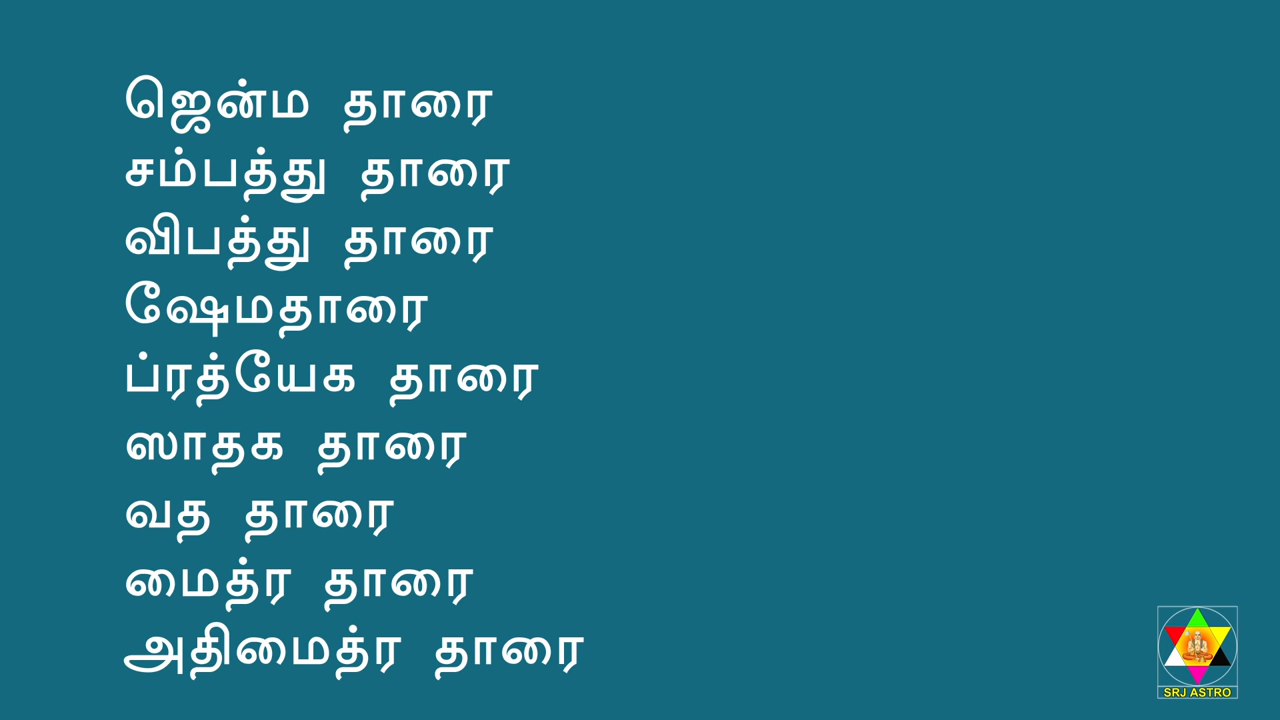 ஜென்ம தாரை
சம்பத்து தாரை
விபத்து தாரை
ஷேமதாரை
ப்ரத்யேக தாரை
ஸாதக தாரை
வத தாரை
மைத்ர தாரை
அதிமைத்ர தாரை
SRJ ASTRO